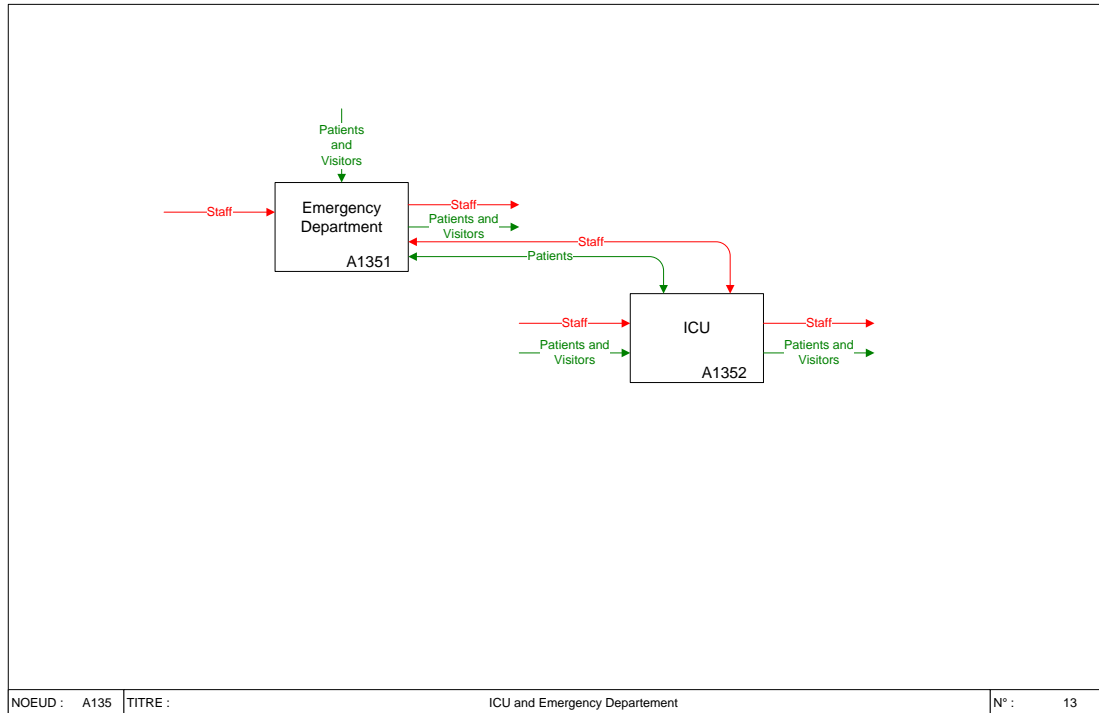 Patients
and
Visitors
Staff
Emergency
Department
A1351
Staff
Patients and
Visitors
Staff
Patients
Staff
Patients and
Visitors
ICU
A1352
Staff
Patients and
Visitors
NOEUD : A135 TITRE : ICU and Emergency Departement N° : 13